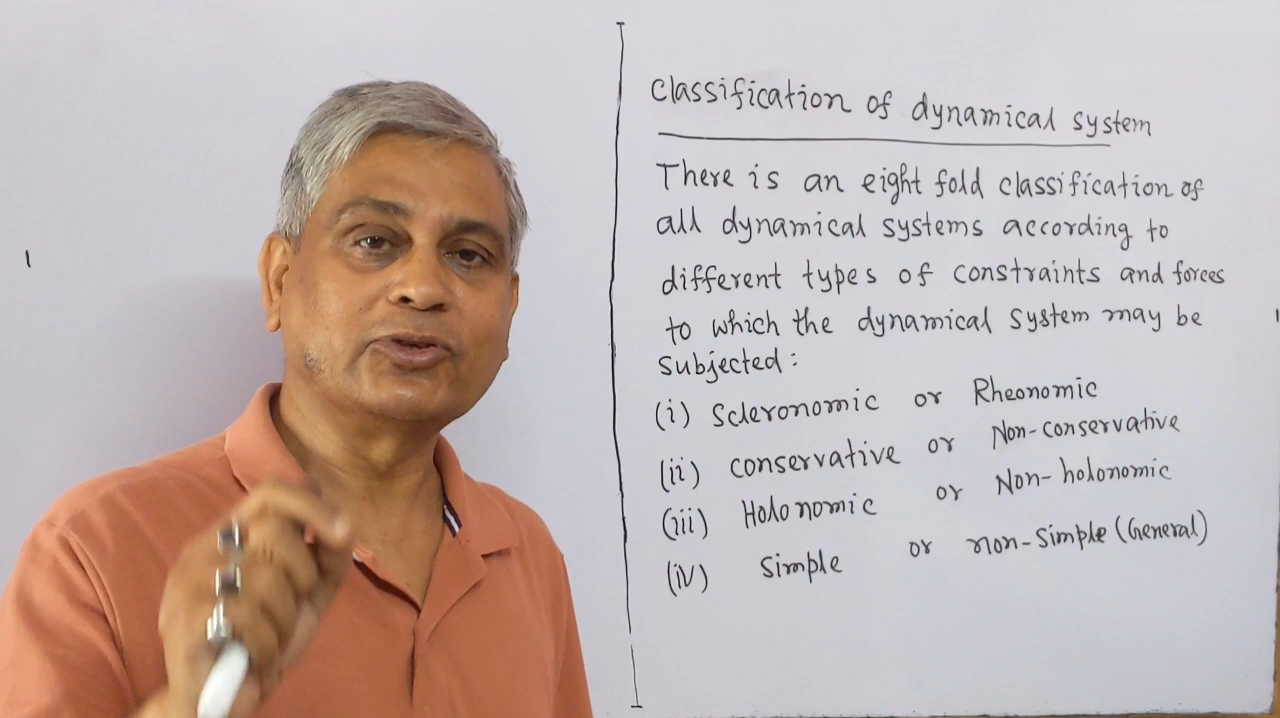 Classification of dynamical system
There is an eight fold classification of
all dynamical systems according to
different types of constraints and forces
to which the dynamical system may be
subjected:
(i) Scleronomic or Rheonomic
(ii) conservative or Non-conservative
(iii) Holonomic or Non-holonomic
(iv) Simple or non-simple (General)